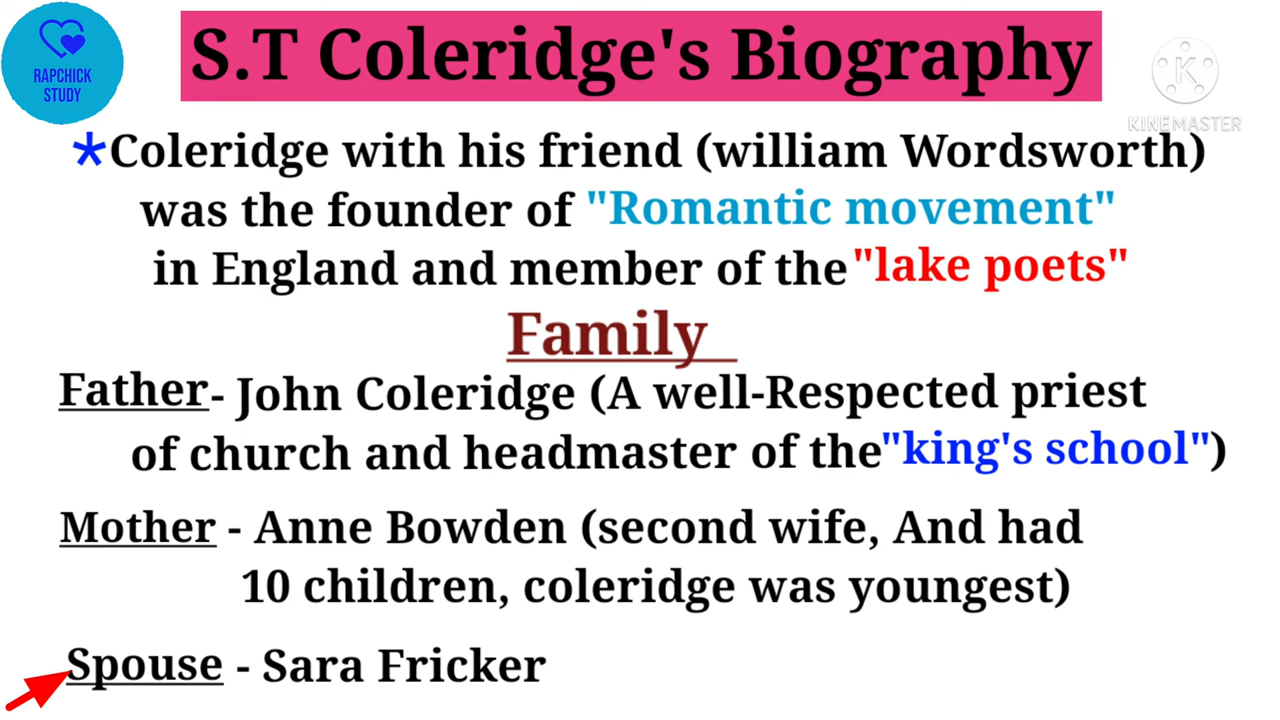 RAPCHICK
STUDY
S.T Coleridge's Biography
KINEMASTER
*Coleridge with his friend (william Wordsworth)
was the founder of "Romantic movement"
in England and member of the "lake poets"
Family
Father- John Coleridge (A well-Respected priest
of church and headmaster of the "king's school")
Mother - Anne Bowden (second wife, And had
10 children, coleridge was youngest)
Spouse - Sara Fricker